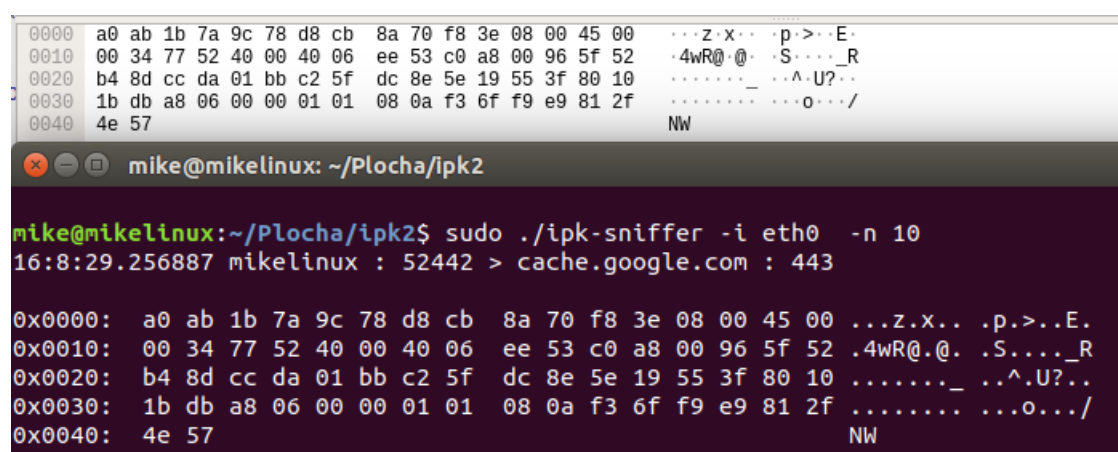 0000 a0 ab 1b 7a 9c 78 d8 cb 8a 70 f8 3e 08 00 45 00 ···z·x·· ·p·>··E·
0010 00 34 77 52 40 00 40 06 ee 53 c0 a8 00 96 5f 52 ·4wR@·@· ·S····_R
0020 b4 8d cc da 01 bb c2 5f dc 8e 5e 19 55 3f 80 10 ·······_ ··^·U?··
0030 1b db a8 06 00 00 01 01 08 0a f3 6f f9 e9 81 2f ········ ···o···/
0040 4e 57 NW
mike@mikelinux: ~/Plocha/ipk2
mike@mikelinux:~/Plocha/ipk2$ sudo ./ipk-sniffer -i eth0  -n 10
16:8:29.256887 mikelinux : 52442 > cache.google.com : 443
0x0000: a0 ab 1b 7a 9c 78 d8 cb 8a 70 f8 3e 08 00 45 00 ...z.x.. .p.>..E.
0x0010: 00 34 77 52 40 00 40 06 ee 53 c0 a8 00 96 5f 52 .4wR@.@. .S...._R
0x0020: b4 8d cc da 01 bb c2 5f dc 8e 5e 19 55 3f 80 10 ......._ ..^.U?..
0x0030: 1b db a8 06 00 00 01 01 08 0a f3 6f f9 e9 81 2f ........ ...o.../
0x0040: 4e 57 NW